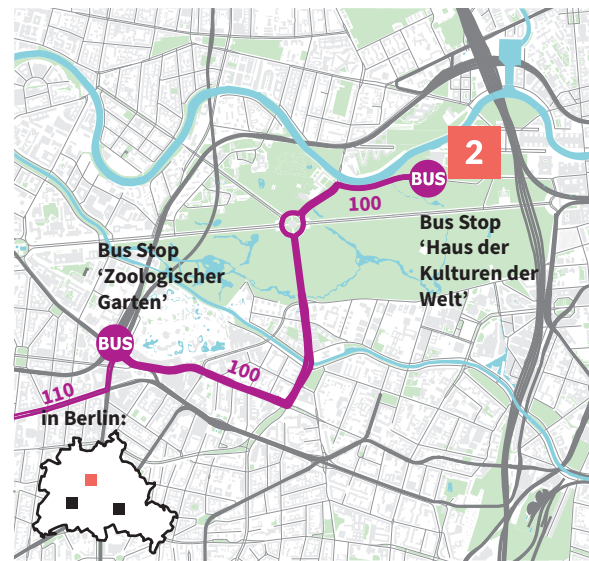 2
BUS
100
Bus Stop
‘Haus der
Kulturen der
Welt’
Bus Stop
‘Zoologischer
Garten’
BUS
100
110
in Berlin: